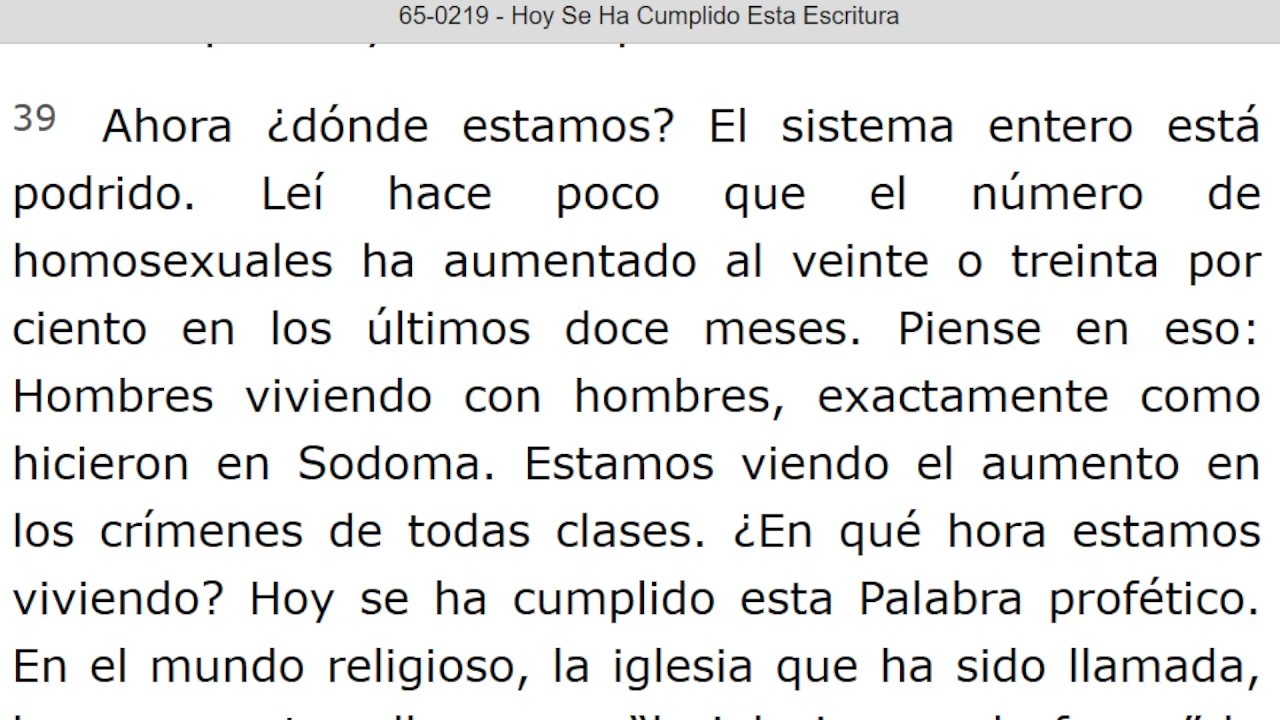 65-0219 - Hoy Se Ha Cumplido Esta Escritura
39 Ahora ¿dónde estamos? El sistema entero está
podrido. Leí hace poco que el número de
homosexuales ha aumentado al veinte o treinta por
ciento en los últimos doce meses. Piense en eso:
Hombres viviendo con hombres, exactamente como
hicieron en Sodoma. Estamos viendo el aumento en
los crímenes de todas clases. ¿En qué hora estamos
viviendo? Hoy se ha cumplido esta Palabra profético.
En el mundo religioso, la iglesia que ha sido llamada,